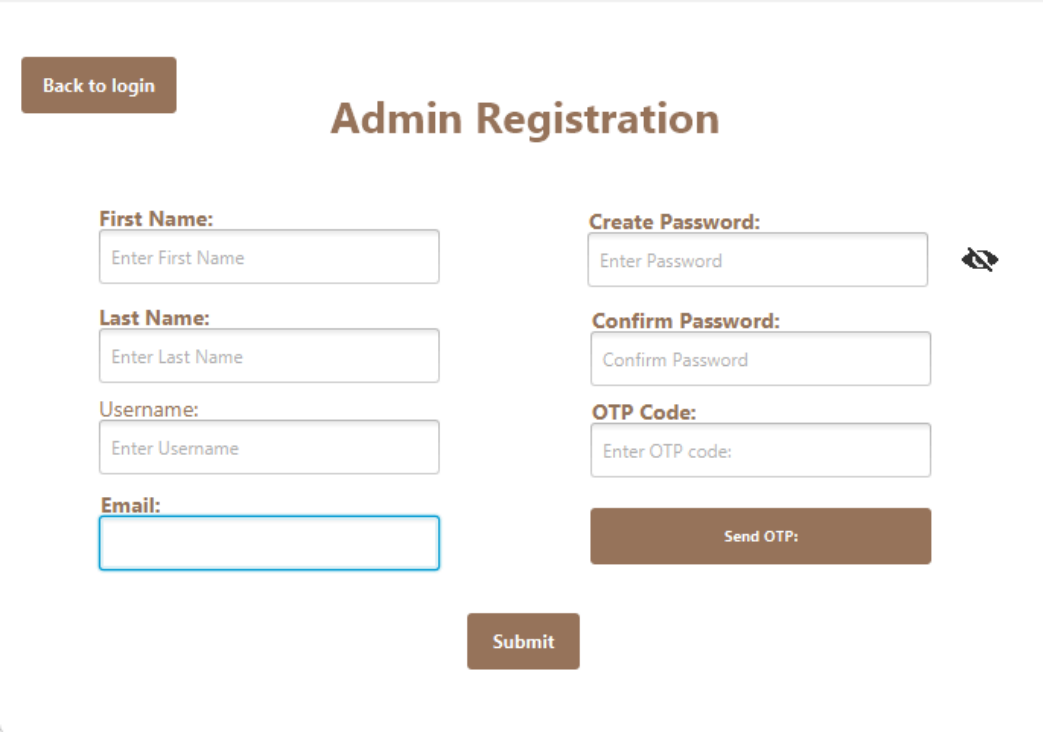 Back to login
Admin Registration
First Name:
Enter First Name
Last Name:
Enter Last Name
Username:
Enter Username
Email:
Create Password:
Enter Password
Confirm Password:
Confirm Password
OTP Code:
Enter OTP code:
Send OTP:
Submit